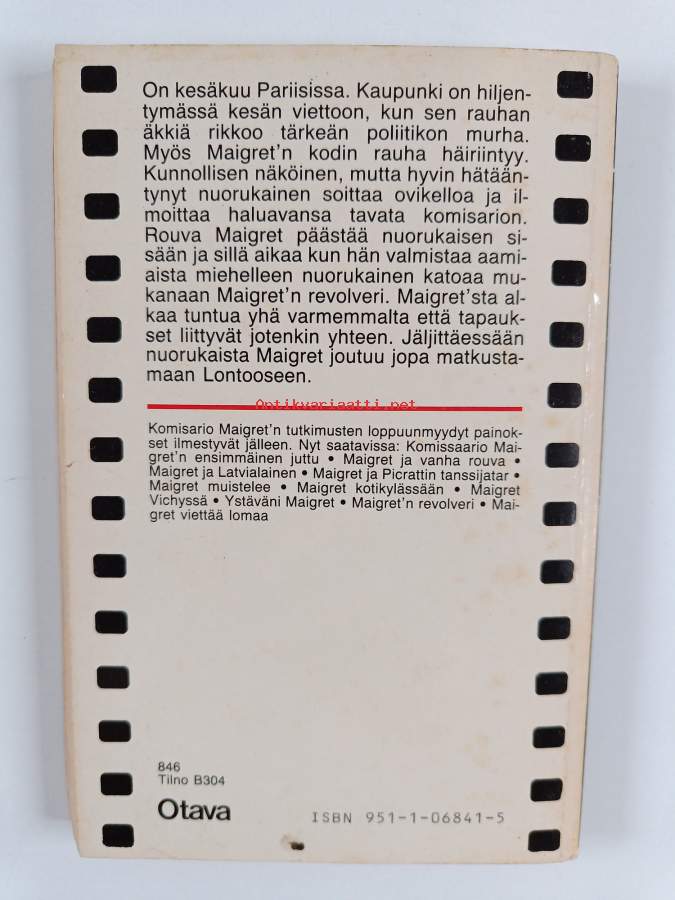 On kesäkuu Pariisissa. Kaupunki on hiljen-
tymässä kesän viettoon, kun sen rauhan
äkkiä rikkoo tärkeän poliitikon murha.
Myös Maigret'n kodin rauha häiriintyy.
Kunnollisen näköinen, mutta hyvin hätään-
tynyt nuorukainen soittaa ovikelloa ja il-
moittaa haluavansa tavata komisarion.
Rouva Maigret päästää nuorukaisen si-
sään ja sillä aikaa kun hän valmistaa aami-
aista miehelleen nuorukainen katoaa mu-
kanaan Maigret'n revolveri. Maigret'sta al-
kaa tuntua yhä varmemmalta että tapauk-
set liittyvät jotenkin yhteen. Jäljittäessään
nuorukaista Maigret joutuu jopa matkusta-
maan Lontooseen.
Antikvariaatti.net
Komisario Maigret'n tutkimusten loppuunmyydyt painok-
set ilmestyvät jälleen. Nyt saatavissa: Komissaario Mai-
gret'n ensimmäinen juttu • Maigret ja vanha rouva •
Maigret ja Latvialainen • Maigret ja Picrattin tanssijatar •
Maigret muistelee • Maigret kotikylässään • Maigret
Vichyssä • Ystäväni Maigret • Maigret'n revolveri • Mai-
gret viettää lomaa
846
Tilno B304
Otava
ISBN 951-1-06841-5